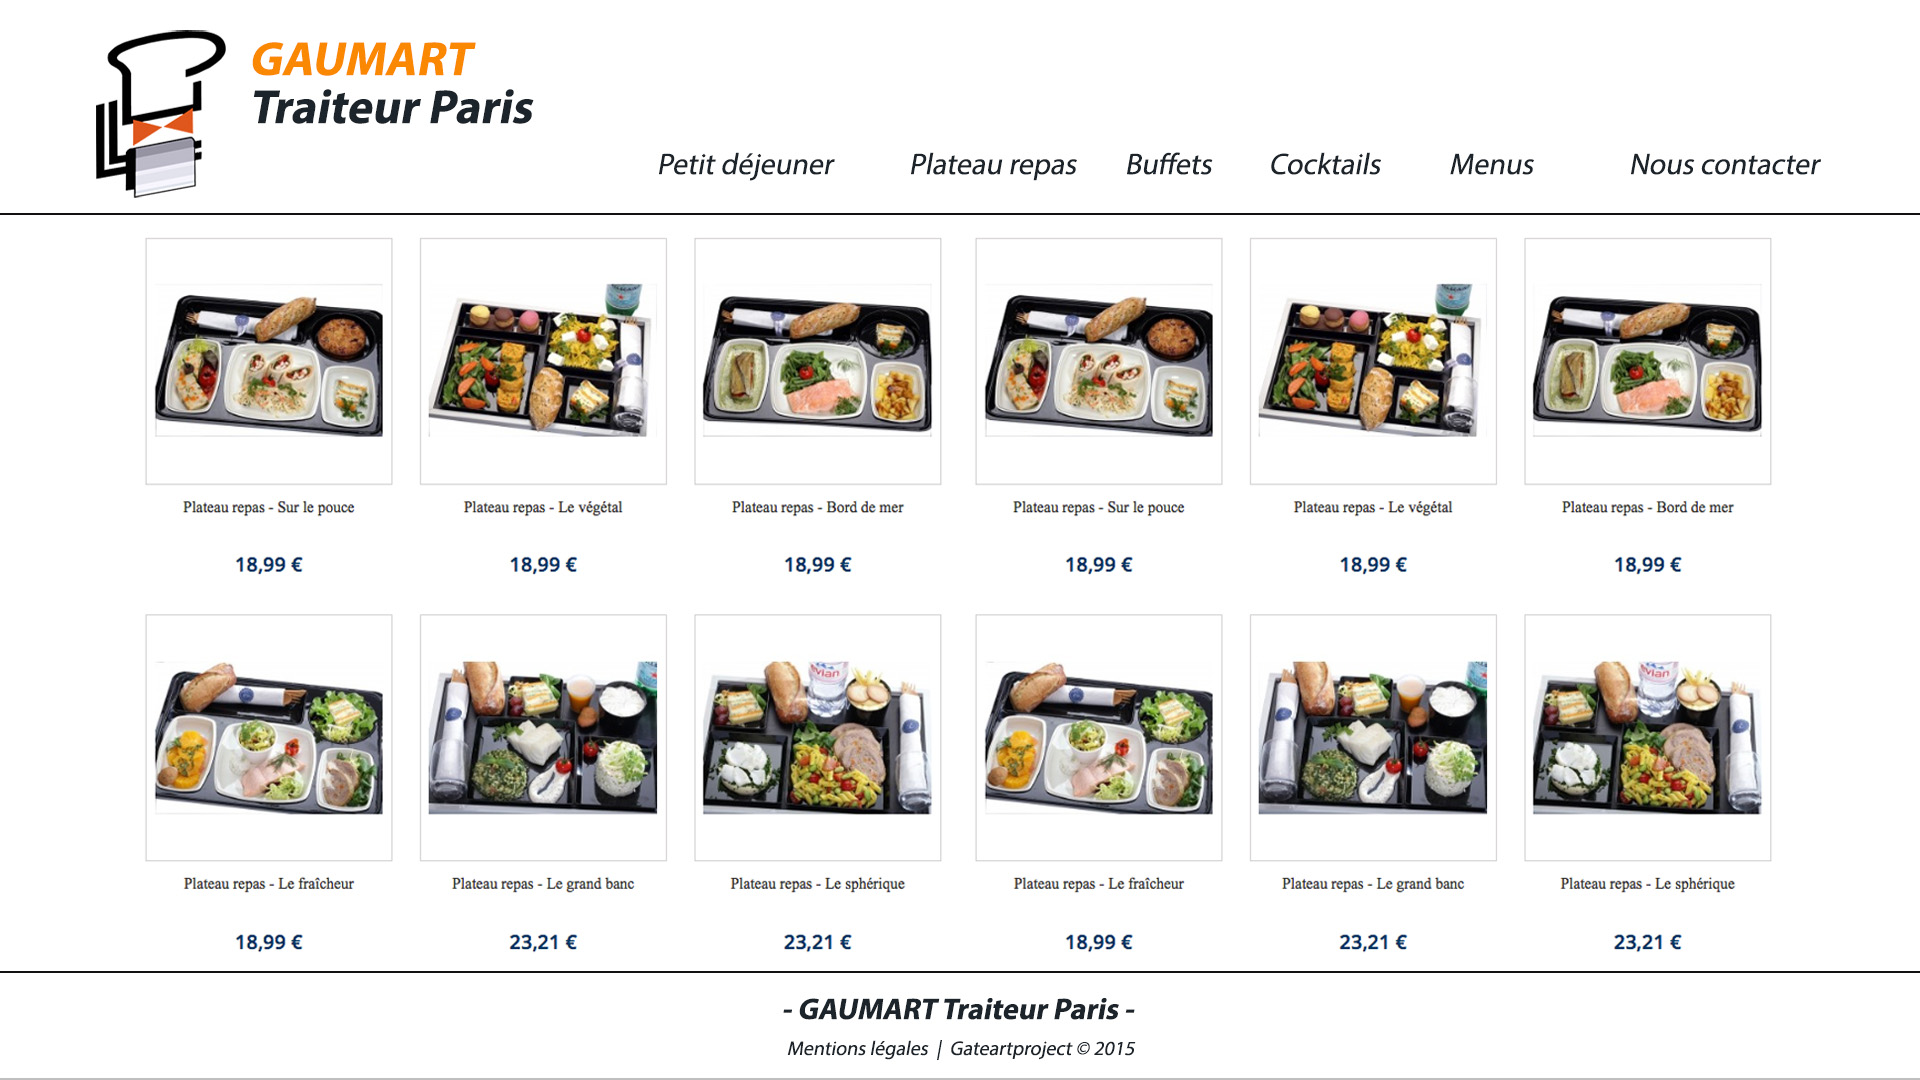 GAUMART
Traiteur Paris
Petit déjeuner Plateau repas Buffets Cocktails Menus Nous contacter
Plateau repas - Sur le pouce Plateau repas - Le végétal Plateau repas - Bord de mer Plateau repas - Sur le pouce Plateau repas - Le végétal Plateau repas - Bord de mer
18,99 € 18,99 € 18,99 € 18,99 € 18,99 € 18,99 €
evian evian
Plateau repas - Le fraîcheur Plateau repas - Le grand banc Plateau repas - Le sphérique Plateau repas - Le fraîcheur Plateau repas - Le grand banc Plateau repas - Le sphérique
18,99 € 23,21 € 23,21 € 18,99 € 23,21 € 23,21 €
- GAUMART Traiteur Paris -
Mentions légales | Gateartproject © 2015